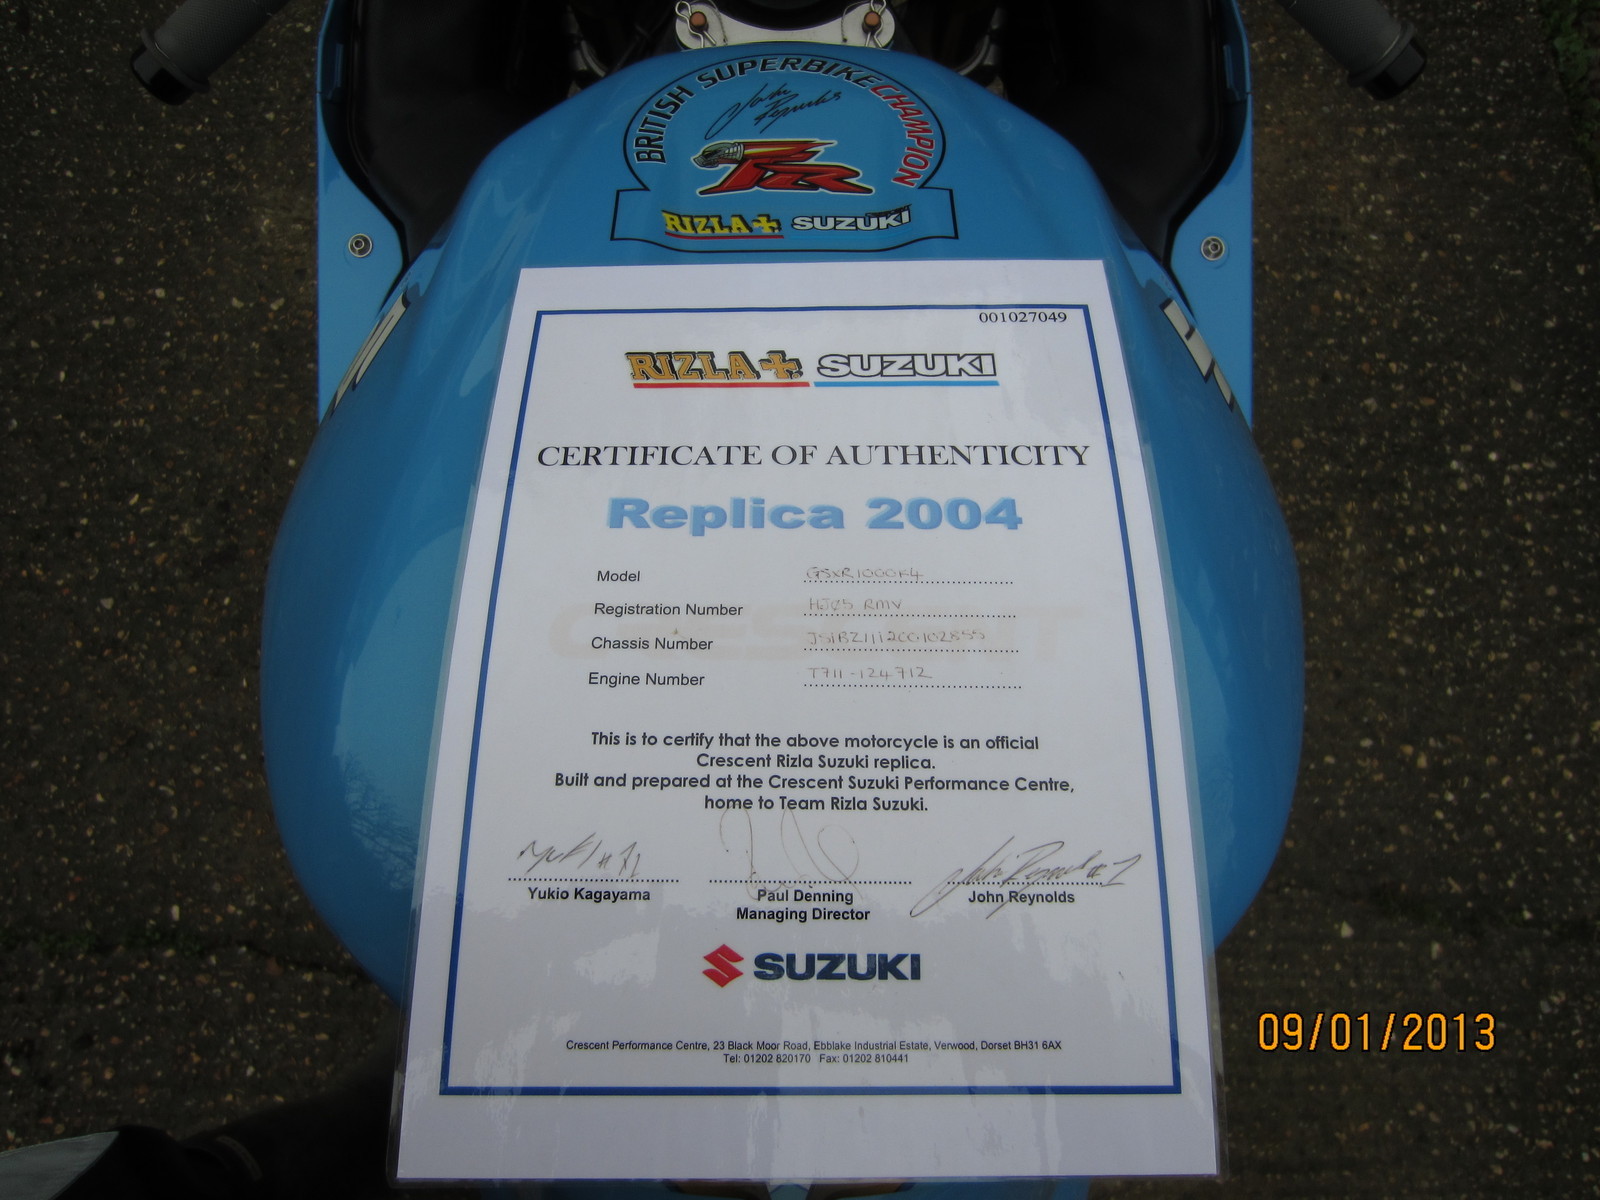 BRITISH SUPERBIKE CHAMPION
RIZLA+ SUZUKI
001027049
RIZLA+ SUZUKI
CERTIFICATE OF AUTHENTICITY
Replica 2004
Model GSXR1000K4
Registration Number RMV
Chassis Number
Engine Number T711-124712
This is to certify that the above motorcycle is an official
Crescent Rizla Suzuki replica.
Built and prepared at the Crescent Suzuki Performance Centre,
home to Team Rizla Suzuki.
Yukio Kagayama Paul Denning John Reynolds
Managing Director
SUZUKI
Crescent Performance Centre, 23 Black Moor Road, Ebblake Industrial Estate, Verwood, Dorset BH31 6AX
Tel: 01202 820170 Fax: 01202 810441
09/01/2013